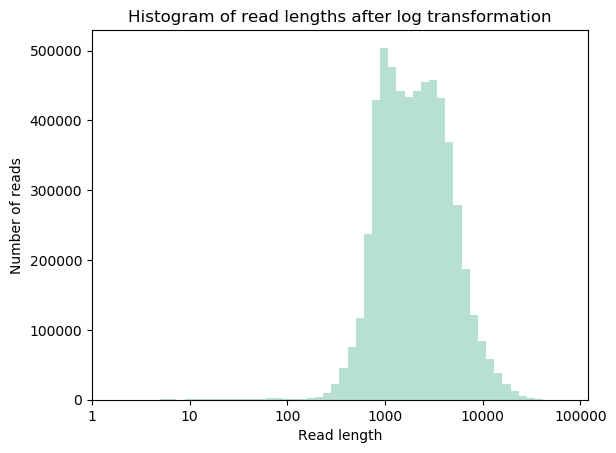 Histogram of read lengths after log transformation
500000
400000
300000
200000
100000
0
Number of reads
1 10 100 1000 10000 100000
Read length